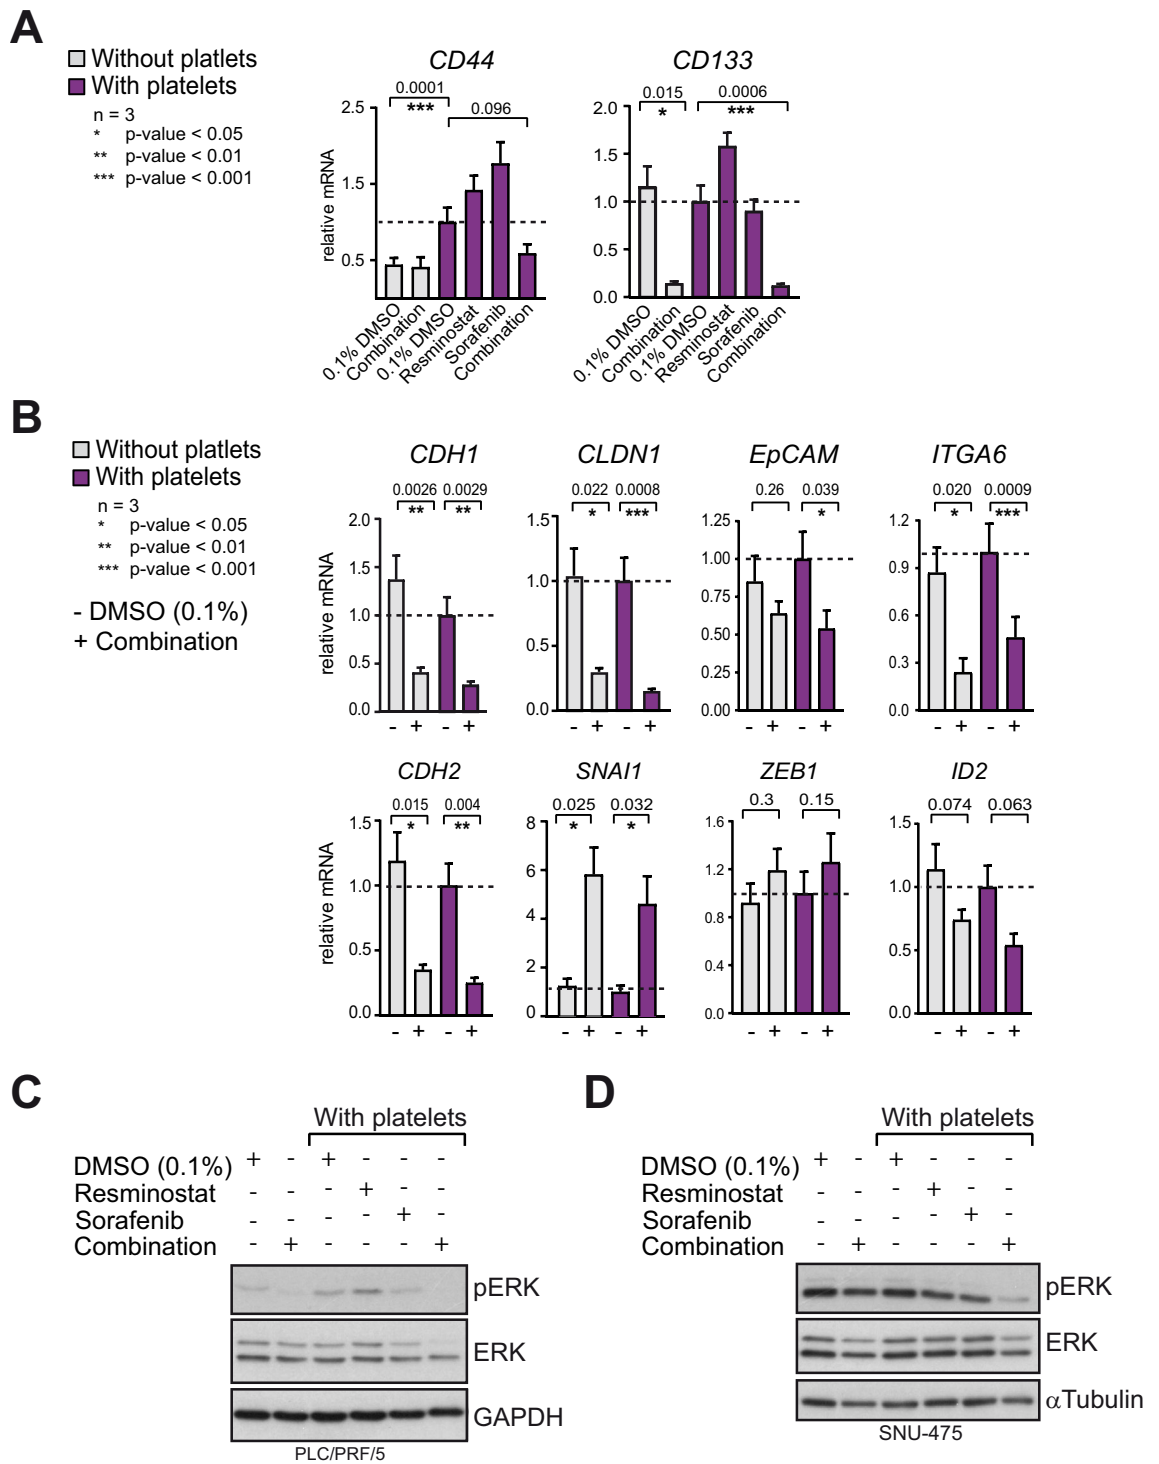 A
Without platlets
With platelets
n = 3
* p-value < 0.05
** p-value < 0.01
*** p-value < 0.001
CD44
0.0001
***
0.096
2.5
1.5
0.5
relative mRNA
0.1% DMSO
Combination
0.1% DMSO
Resminostat
Sorafenib
Combination
CD133
0.015
*
0.0006
***
2.0
1.5
1.0
0.5
0.0
0.1% DMSO
Combination
0.1% DMSO
Resminostat
Sorafenib
Combination
B
Without platlets
With platelets
n = 3
* p-value < 0.05
** p-value < 0.01
*** p-value < 0.001
- DMSO (0.1%)
+ Combination
CDH1
0.0026 0.0029
** **
2.0
1.5
1.0
0.5
0.0
relative mRNA
- + - +
CLDN1
0.022 0.0008
* ***
1.5
1.0
0.5
0.0
- + - +
EpCAM
0.26 0.039
*
1.25
1.00
0.75
0.50
0.25
0.00
- + - +
ITGA6
0.020 0.0009
* ***
1.2
0.9
0.6
0.3
0.0
- + - +
CDH2
0.015 0.004
* **
1.5
1.0
0.5
0.0
relative mRNA
- + - +
SNAI1
0.025 0.032
* *
8
6
4
2
0
- + - +
ZEB1
0.3 0.15
1.6
1.2
0.8
0.4
0.0
- + - +
ID2
0.074 0.063
1.5
1.0
0.5
0.0
- + - +
C
With platelets
DMSO (0.1%) + - + - - -
Resminostat - - - + - -
Sorafenib - - - - + -
Combination - + - - - +
pERK
ERK
GAPDH
PLC/PRF/5
D
With platelets
DMSO (0.1%) + - + - - -
Resminostat - - - + - -
Sorafenib - - - - + -
Combination - + - - - +
pERK
ERK
αTubulin
SNU-475